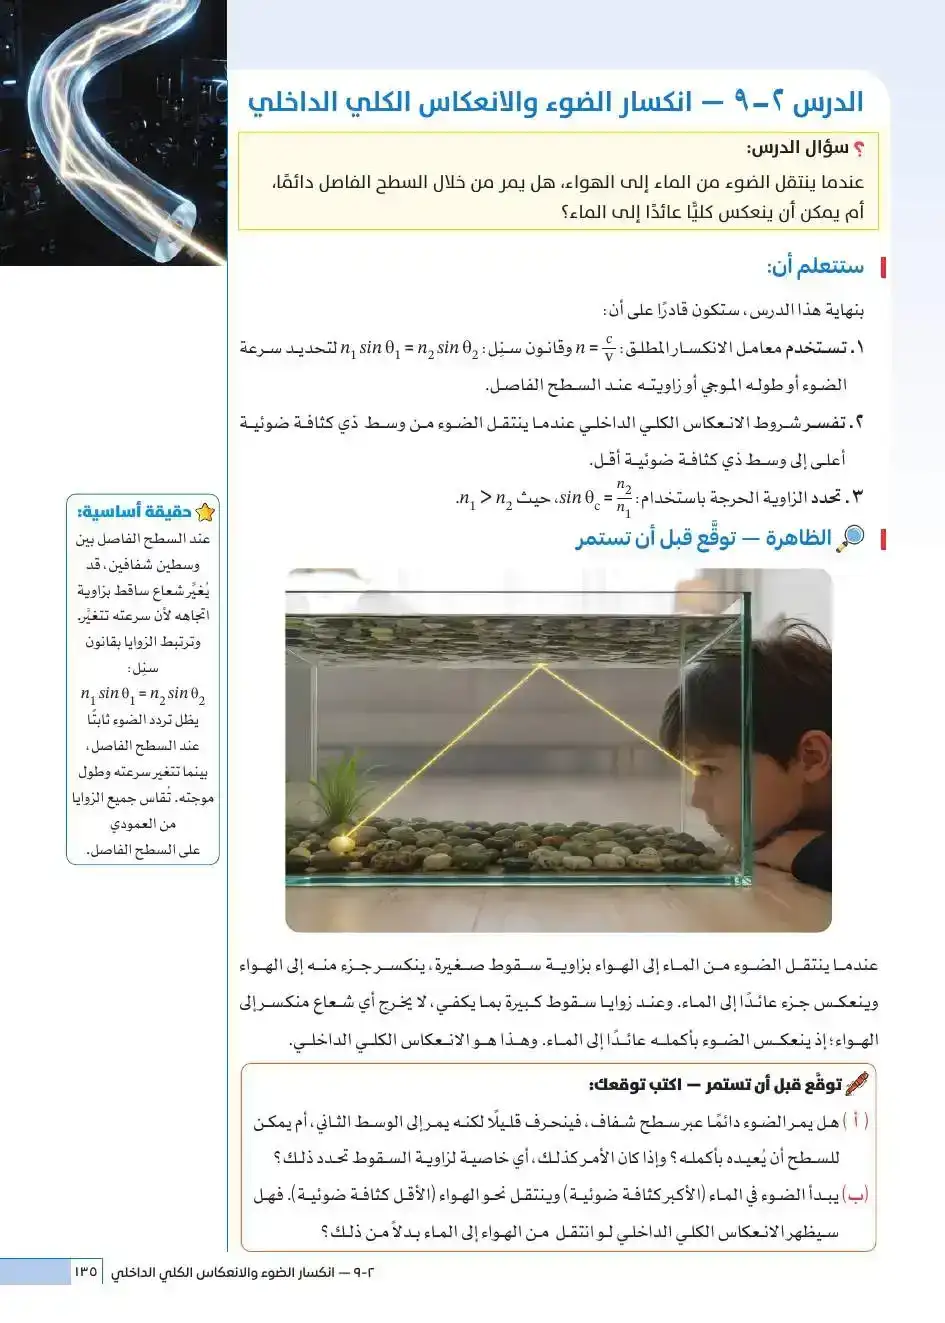 الدرس ٢-٩ — انكسار الضوء والانعكاس الكلي الداخلي
؟ سؤال الدرس:
عندما ينتقل الضوء من الماء إلى الهواء، هل يمر من خلال السطح الفاصل دائمًا،
أم يمكن أن ينعكس كليًّا عائدًا إلى الماء؟
ستتعلم أن:
بنهاية هذا الدرس، ستكون قادرًا على أن:
١. تستخدم معامل الانكسار المطلق: n = c/v وقانون سنِل: n₁ sin θ₁ = n₂ sin θ₂ لتحديد سرعة
الضوء أو طوله الموجي أو زاويته عند السطح الفاصل.
٢. تفسر شروط الانعكاس الكلي الداخلي عندما ينتقل الضوء من وسط ذي كثافة ضوئية
أعلى إلى وسط ذي كثافة ضوئية أقل.
٣. تحدد الزاوية الحرجة باستخدام: sin θc = n₂/n₁، حيث n₁ > n₂.
الظاهرة — توقَّع قبل أن تستمر
حقيقة أساسية:
عند السطح الفاصل بين
وسطين شفافين، قد
يُغيِّر شعاع ساقط بزاوية
اتجاهه لأن سرعته تتغيَّر.
وترتبط الزوايا بقانون
سنِل:
n₁ sin θ₁ = n₂ sin θ₂
يظل تردد الضوء ثابتًا
عند السطح الفاصل،
بينما تتغير سرعته وطول
موجته. تُقاس جميع الزوايا
من العمودي
على السطح الفاصل.
عندما ينتقل الضوء من الماء إلى الهواء بزاوية سقوط صغيرة، ينكسر جزء منه إلى الهواء
وينعكس جزء عائدًا إلى الماء. وعند زوايا سقوط كبيرة بما يكفي، لا يخرج أي شعاع منكسر إلى
الهواء؛ إذ ينعكس الضوء بأكمله عائدًا إلى الماء. وهذا هو الانعكاس الكلي الداخلي.
توقَّع قبل أن تستمر — اكتب توقعك:
(أ) هل يمر الضوء دائمًا عبر سطح شفاف، فينحرف قليلًا لكنه يمر إلى الوسط الثاني، أم يمكن
للسطح أن يُعيده بأكمله؟ وإذا كان الأمر كذلك، أي خاصية لزاوية السقوط تحدد ذلك؟
(ب) يبدأ الضوء في الماء (الأكبر كثافة ضوئية) وينتقل نحو الهواء (الأقل كثافة ضوئية). فهل
سيظهر الانعكاس الكلي الداخلي لو انتقل من الهواء إلى الماء بدلاً من ذلك؟
٢-٩ — انكسار الضوء والانعكاس الكلي الداخلي
١٣٥